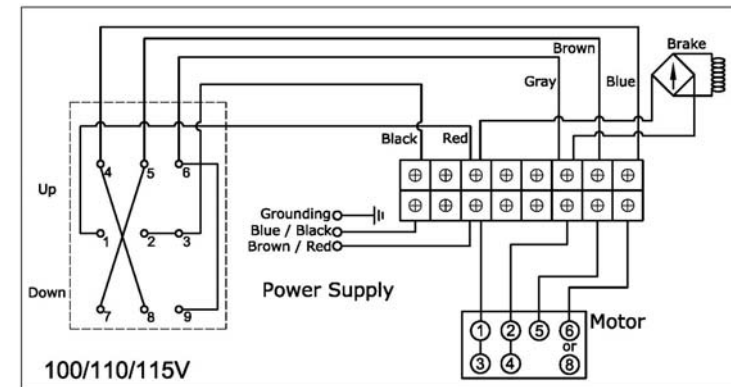 Brown
Brake
Gray
Blue
Black
Red
4
5
6
Up
1
2
3
Grounding
Blue / Black
Brown / Red
Down
7
8
9
Power Supply
Motor
1
2
5
6
or
3
4
8
100/110/115V